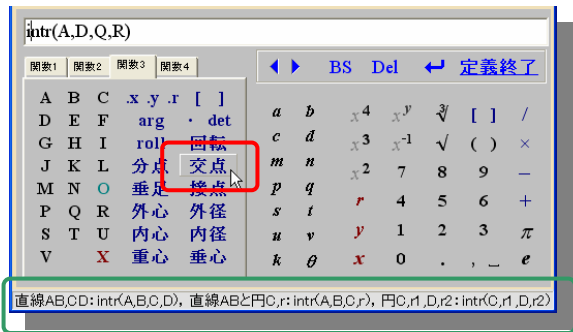 intr(A,D,Q,R)
関数1 関数2 関数3 関数4 BS Del 定義終了
A B C .x .y .r [ ] a b x4 xy ∛ [ ] /
D E F arg · det
G H I roll 回転 c d x3 x-1 √ ( ) ×
J K L 分点 交点 m n x2 7 8 9 −
M N O 垂足 接点 p q r 4 5 6 +
P Q R 外心 外径 s t
S T U 内心 内径 u v y 1 2 3 π
V X 重心 垂心 k θ x 0 . , _ e
直線AB,CD：intr(A,B,C,D)，直線ABと円C,r：intr(A,B,C,r)，円C,r1,D,r2：intr(C,r1,D,r2)